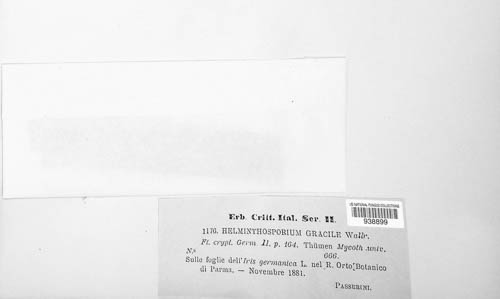 US NATIONAL FUNGUS COLLECTIONS
938899
Erb. Critt. Ital. Ser. II.
1176. HELMINTHOSPORIUM GRACILE Wallr.
Fr. crypt. Germ II. p. 164. Thümen Mycoth. univ.
N.º 666.
Sulle foglie dell'Iris germanica L. nel R. Orto Botanico
di Parma. — Novembre 1881.
PASSERINI.